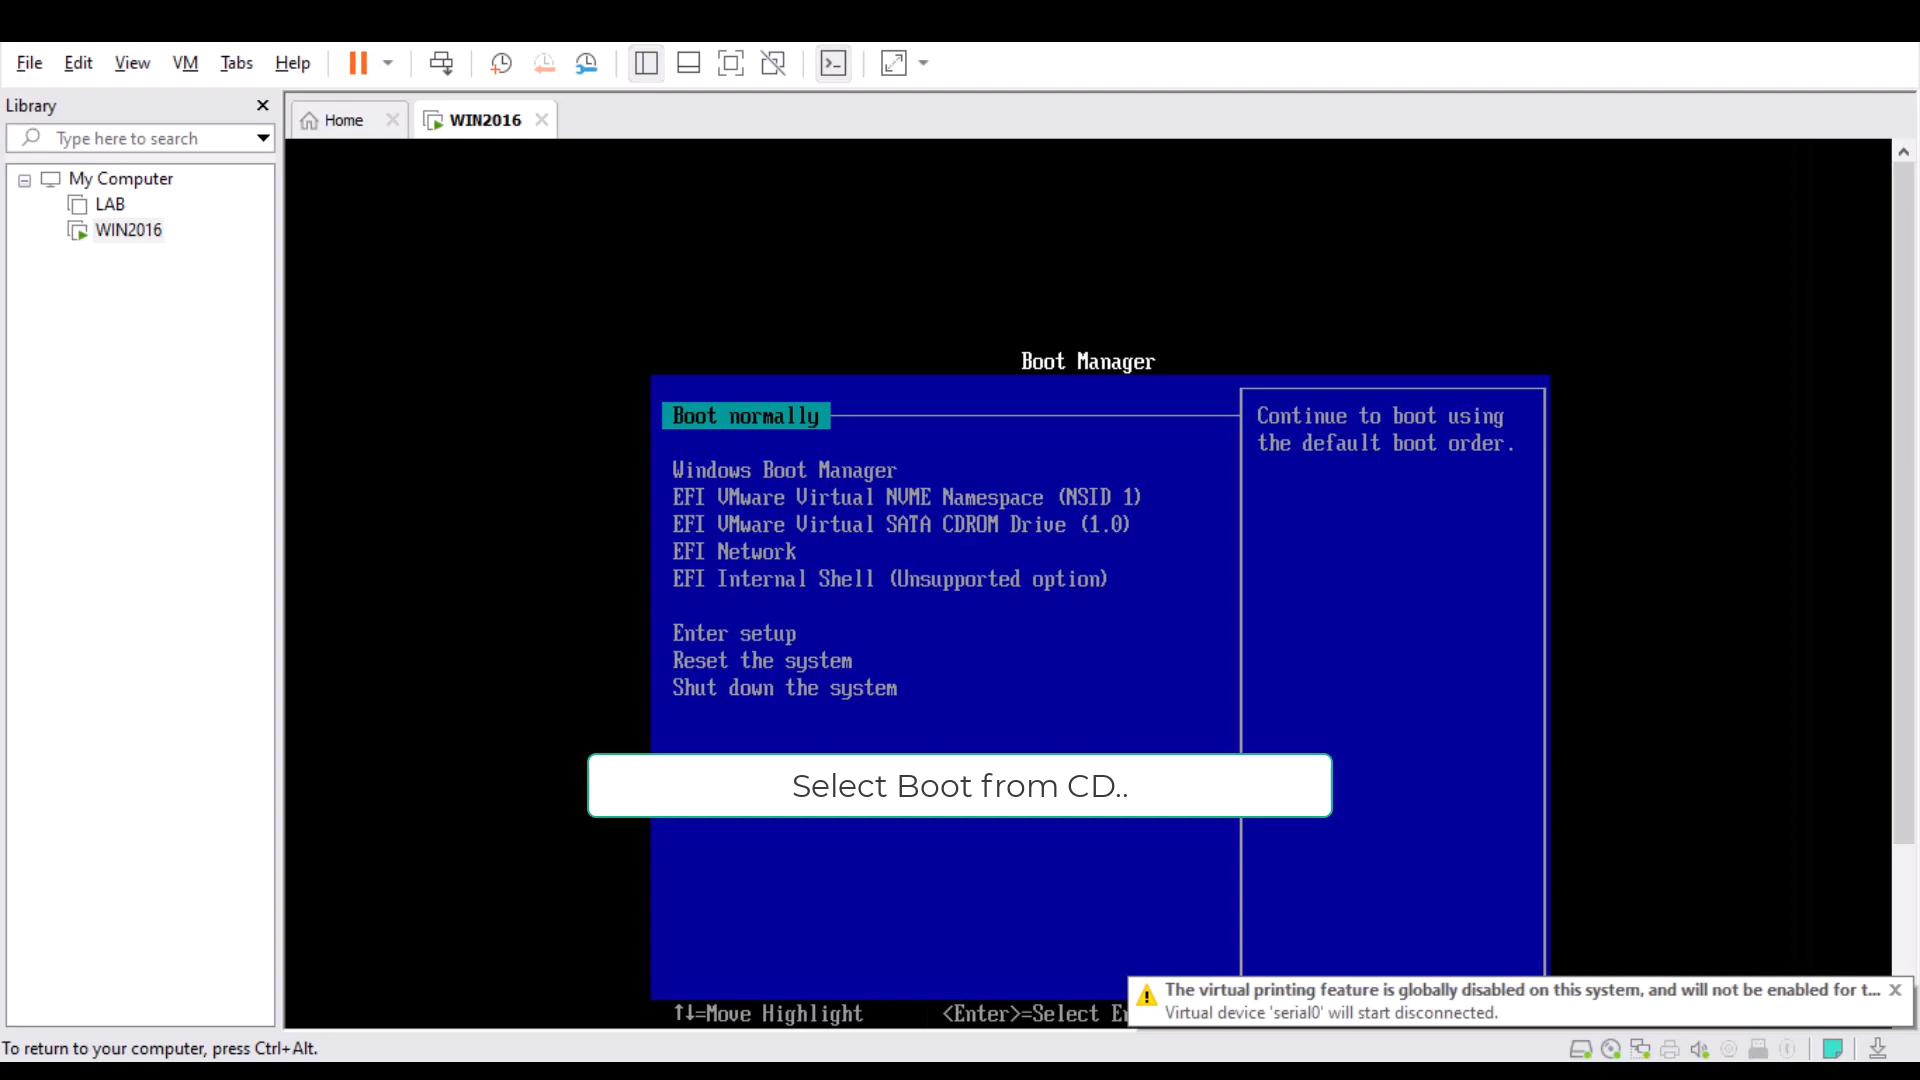 File Edit View VM Tabs Help
Library
Home WIN2016
Type here to search
My Computer
LAB
WIN2016
Boot Manager
Boot normally
Continue to boot using
the default boot order.
Windows Boot Manager
EFI VMware Virtual NVME Namespace (NSID 1)
EFI VMware Virtual SATA CDROM Drive (1.0)
EFI Network
EFI Internal Shell (Unsupported option)
Enter setup
Reset the system
Shut down the system
Select Boot from CD..
↑↓=Move Highlight <Enter>=Select
The virtual printing feature is globally disabled on this system, and will not be enabled for t...
Virtual device 'serial0' will start disconnected.
To return to your computer, press Ctrl+Alt.